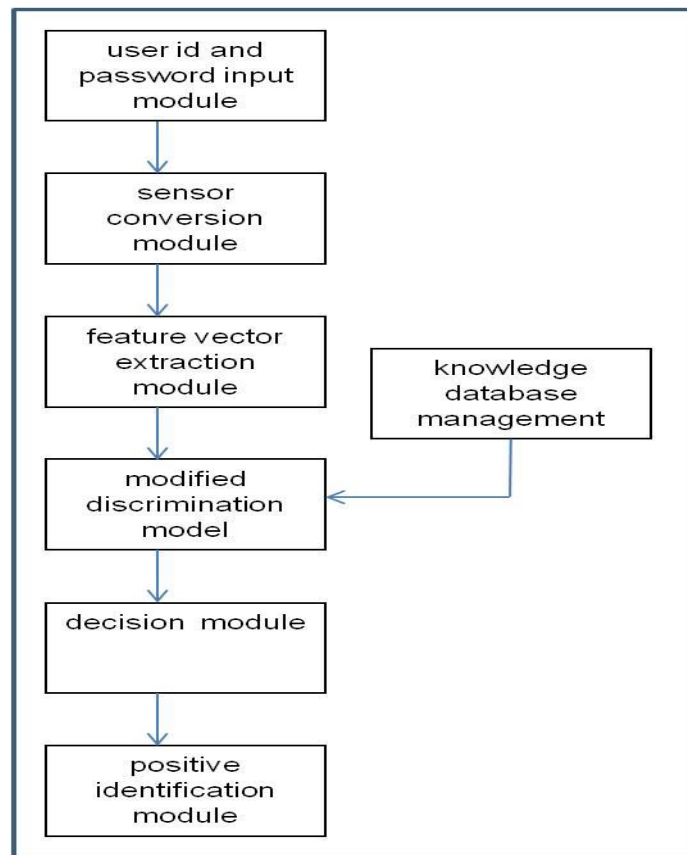 user id and
password input
module
sensor
conversion
module
feature vector
extraction
module
knowledge
database
management
modified
discrimination
model
decision module
positive
identification
module